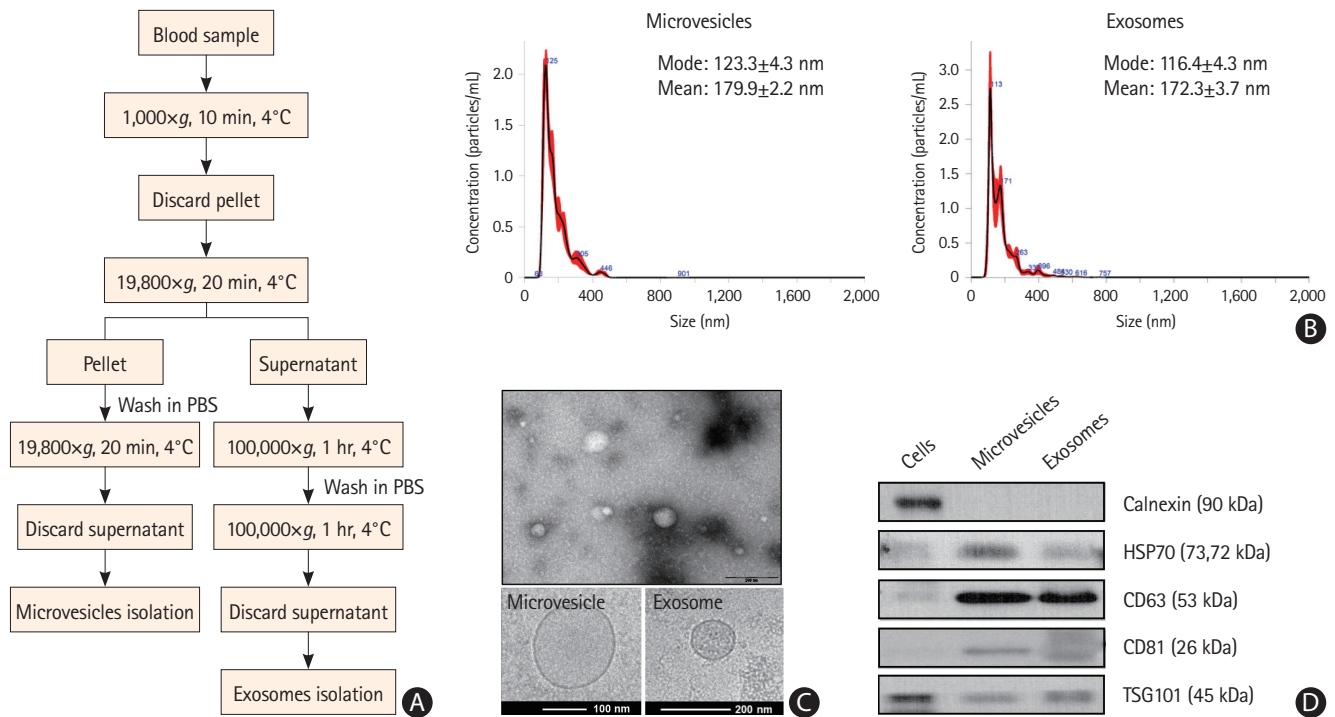 Blood sample
1,000×g, 10 min, 4°C
Discard pellet
19,800×g, 20 min, 4°C
Pellet
Supernatant
Wash in PBS
19,800×g, 20 min, 4°C
100,000×g, 1 hr, 4°C
Wash in PBS
Discard supernatant
100,000×g, 1 hr, 4°C
Microvesicles isolation
Discard supernatant
Exosomes isolation
A
Microvesicles
Mode: 123.3±4.3 nm
Mean: 179.9±2.2 nm
Concentration (particles/mL)
2.0
1.5
1.0
0.5
0
125
446
901
0
400
800
1,200
1,600
2,000
Size (nm)
Exosomes
Mode: 116.4±4.3 nm
Mean: 172.3±3.7 nm
Concentration (particles/mL)
3.0
2.5
2.0
1.5
1.0
0.5
0
113
171
263
616
757
0
400
800
1,200
1,600
2,000
Size (nm)
B
Microvesicle
Exosome
100 nm
200 nm
C
Cells
Microvesicles
Exosomes
Calnexin (90 kDa)
HSP70 (73,72 kDa)
CD63 (53 kDa)
CD81 (26 kDa)
TSG101 (45 kDa)
D